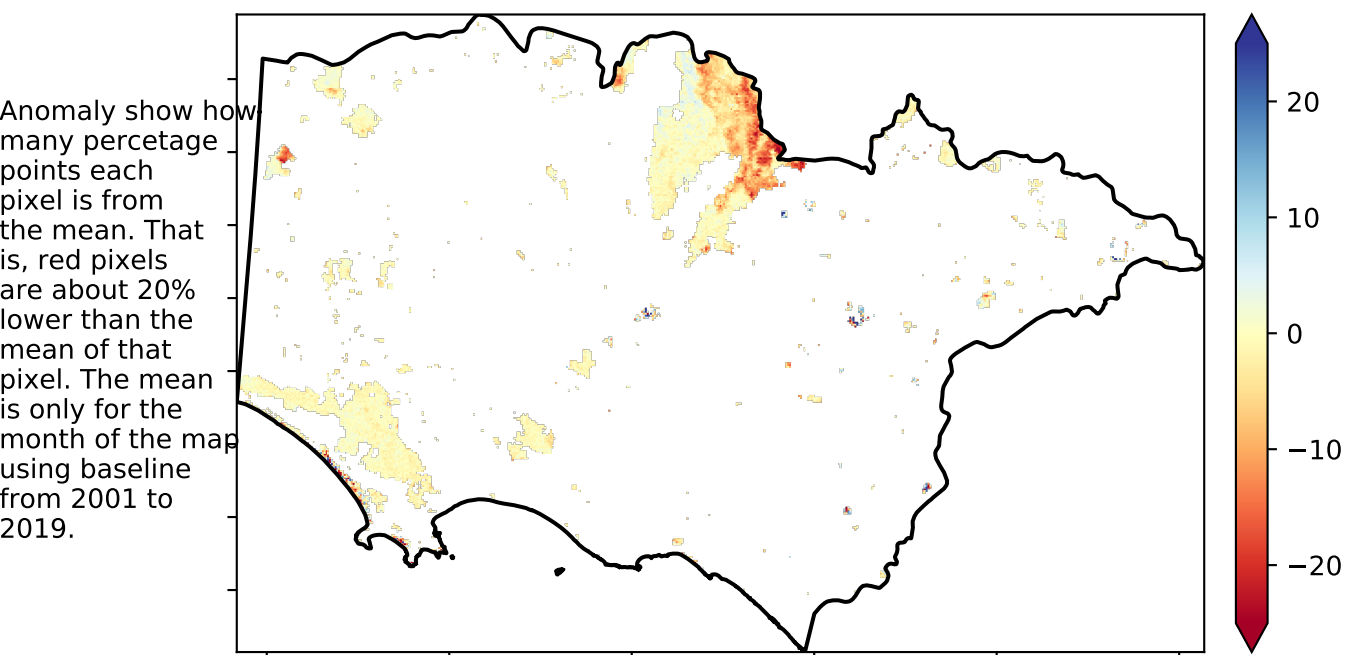 Anomaly show how
many percetage
points each
pixel is from
the mean. That
is, red pixels
are about 20%
lower than the
mean of that
pixel. The mean
is only for the
month of the map
using baseline
from 2001 to
2019.
20
10
0
−10
−20